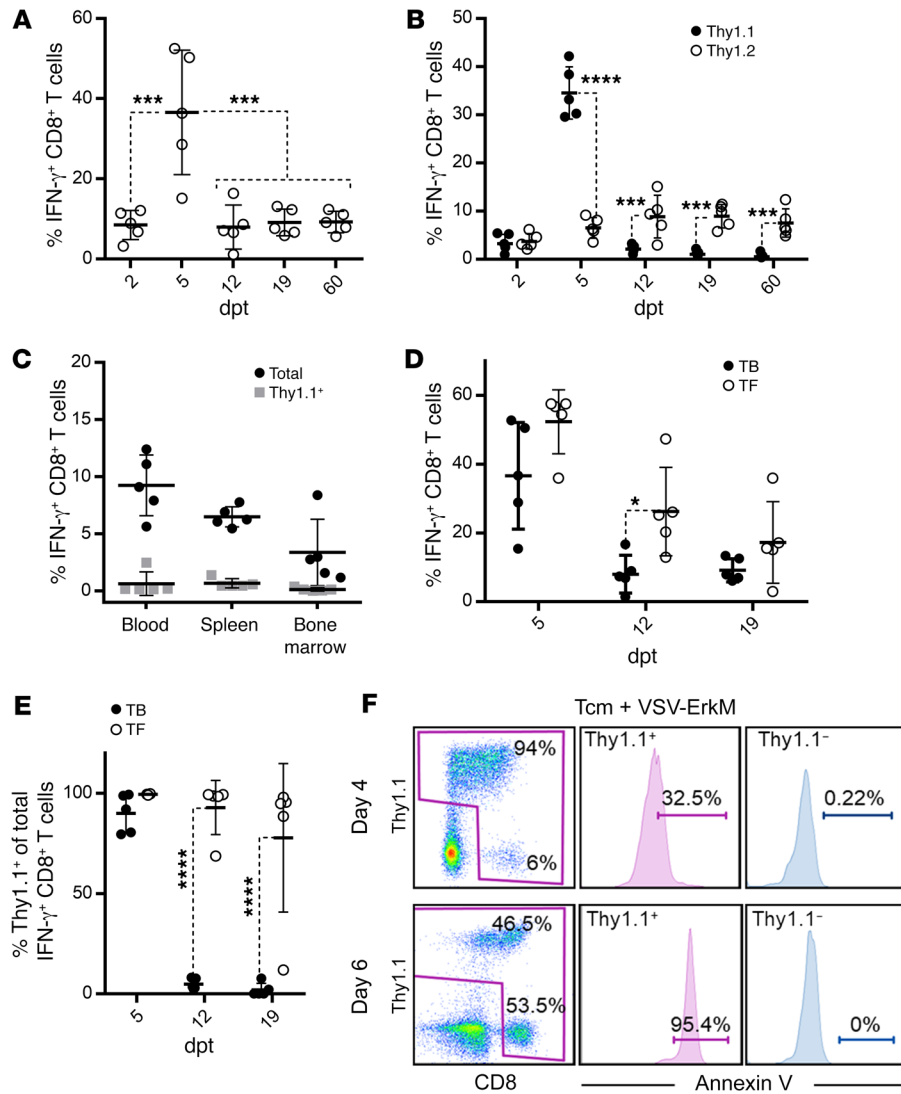 A
% IFN-γ+ CD8+ T cells
60
40
20
0
***
***
2
5
12
19
60
dpt
B
% IFN-γ+ CD8+ T cells
50
40
30
20
10
0
Thy1.1
Thy1.2
****
***
***
***
2
5
12
19
60
dpt
C
% IFN-γ+ CD8+ T cells
20
15
10
5
0
Total
Thy1.1+
Blood
Spleen
Bone
marrow
D
% IFN-γ+ CD8+ T cells
60
40
20
0
TB
TF
*
5
12
19
dpt
E
TB
TF
% Thy1.1+ of total
IFN-γ+ CD8+ T cells
100
50
0
****
****
5
12
19
dpt
F
Tcm + VSV-ErkM
Day 4
Thy1.1
94%
6%
Thy1.1+
32.5%
Thy1.1−
0.22%
Day 6
Thy1.1
46.5%
53.5%
Thy1.1+
95.4%
Thy1.1−
0%
CD8
Annexin V